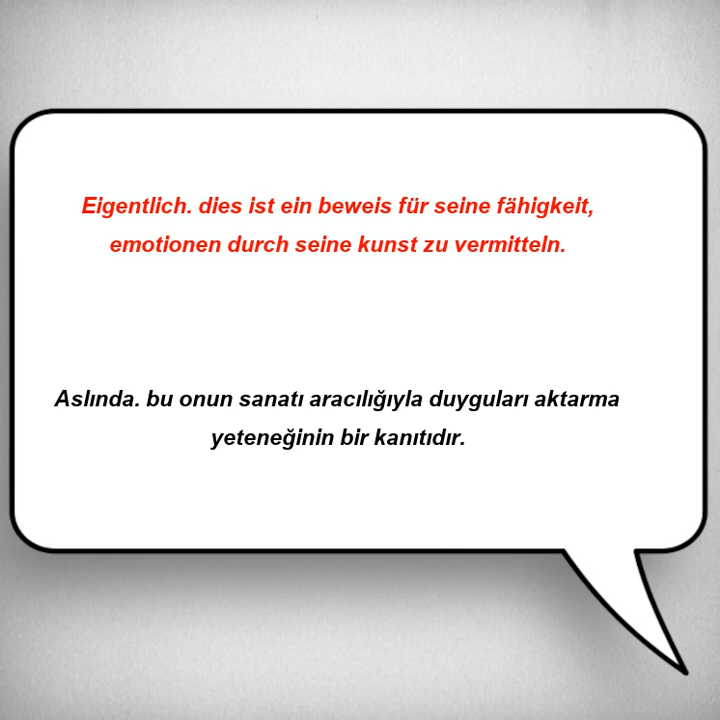 Eigentlich. dies ist ein beweis für seine fähigkeit,
emotionen durch seine kunst zu vermitteln.
Aslında. bu onun sanatı aracılığıyla duyguları aktarma
yeteneğinin bir kanıtıdır.